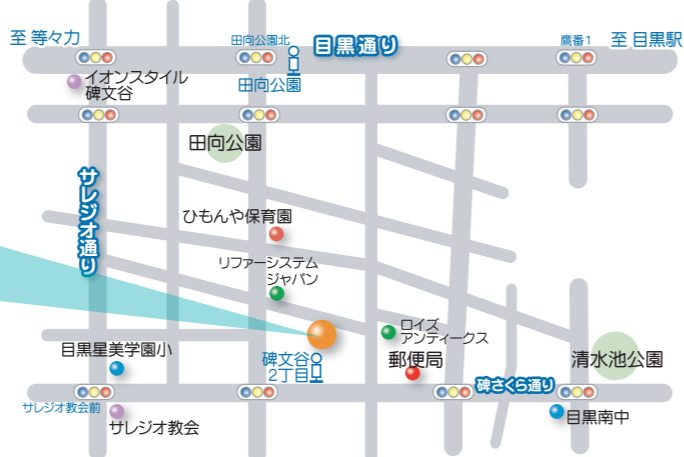 至 等々力
田向公園北
目黒通り
鷹番1
至 目黒駅
イオンスタイル
碑文谷
田向公園
田向公園
サレジオ通り
ひもんや保育園
リファーシステム
ジャパン
ロイズ
アンティークス
目黒星美学園小
碑文谷
2丁目
郵便局
清水池公園
碑さくら通り
サレジオ教会前
サレジオ教会
目黒南中